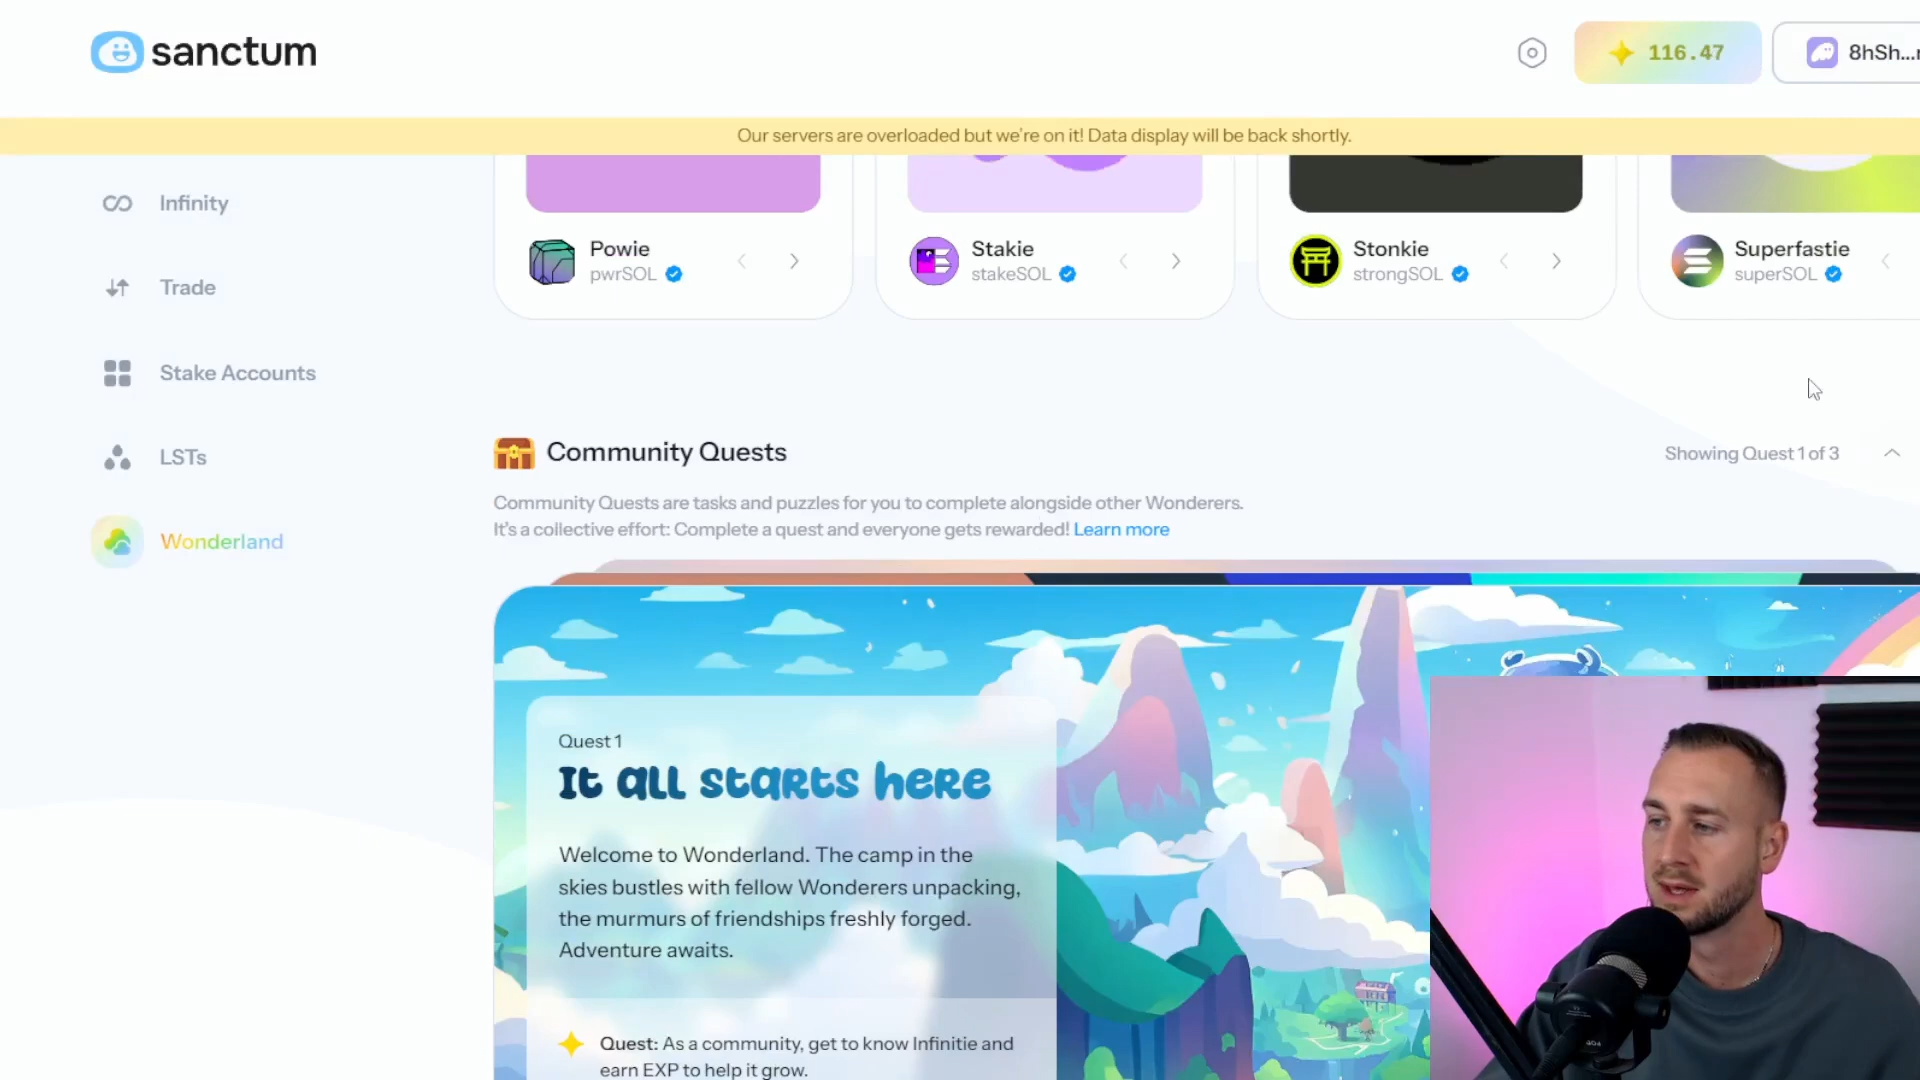 sanctum
116.47
8hSh...r
Our servers are overloaded but we're on it! Data display will be back shortly.
Infinity
Trade
Stake Accounts
LSTs
Wonderland
Powie
pwrSOL
Stakie
stakeSOL
Stonkie
strongSOL
Superfastie
superSOL
Community Quests
Showing Quest 1 of 3
Community Quests are tasks and puzzles for you to complete alongside other Wonderers.
It's a collective effort: Complete a quest and everyone gets rewarded! Learn more
Quest 1
It all starts here
Welcome to Wonderland. The camp in the
skies bustles with fellow Wonderers unpacking,
the murmurs of friendships freshly forged.
Adventure awaits.
Quest: As a community, get to know Infinitie and
earn EXP to help it grow.